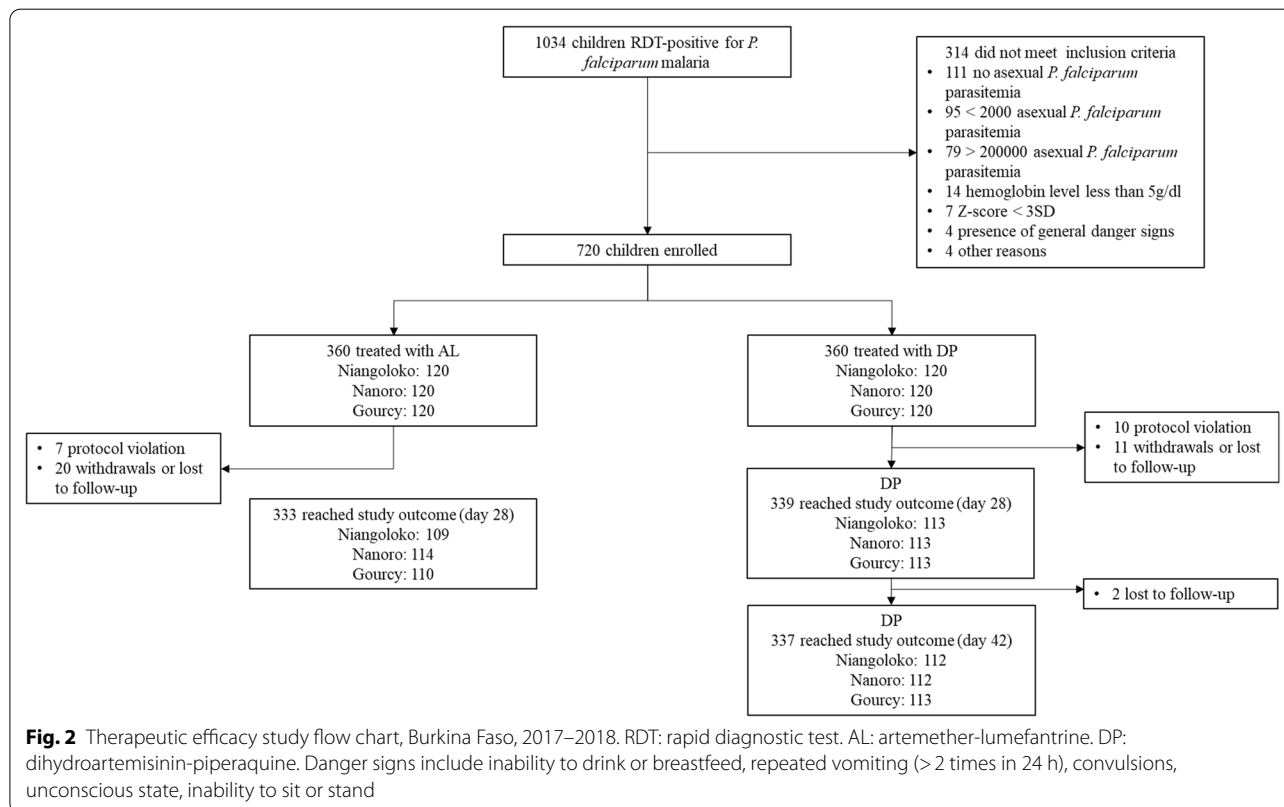 1034 children RDT-positive for P.
falciparum malaria
314 did not meet inclusion criteria
• 111 no asexual P. falciparum
parasitemia
• 95 < 2000 asexual P. falciparum
parasitemia
• 79 > 200000 asexual P. falciparum
parasitemia
• 14 hemoglobin level less than 5g/dl
• 7 Z-score < 3SD
• 4 presence of general danger signs
• 4 other reasons
720 children enrolled
360 treated with AL
Niangoloko: 120
Nanoro: 120
Gourcy: 120
360 treated with DP
Niangoloko: 120
Nanoro: 120
Gourcy: 120
• 7 protocol violation
• 20 withdrawals or lost
to follow-up
• 10 protocol violation
• 11 withdrawals or lost
to follow-up
333 reached study outcome (day 28)
Niangoloko: 109
Nanoro: 114
Gourcy: 110
DP
339 reached study outcome (day 28)
Niangoloko: 113
Nanoro: 113
Gourcy: 113
• 2 lost to follow-up
DP
337 reached study outcome (day 42)
Niangoloko: 112
Nanoro: 112
Gourcy: 113
Fig. 2 Therapeutic efficacy study flow chart, Burkina Faso, 2017–2018. RDT: rapid diagnostic test. AL: artemether-lumefantrine. DP:
dihydroartemisinin-piperaquine. Danger signs include inability to drink or breastfeed, repeated vomiting (> 2 times in 24 h), convulsions,
unconscious state, inability to sit or stand